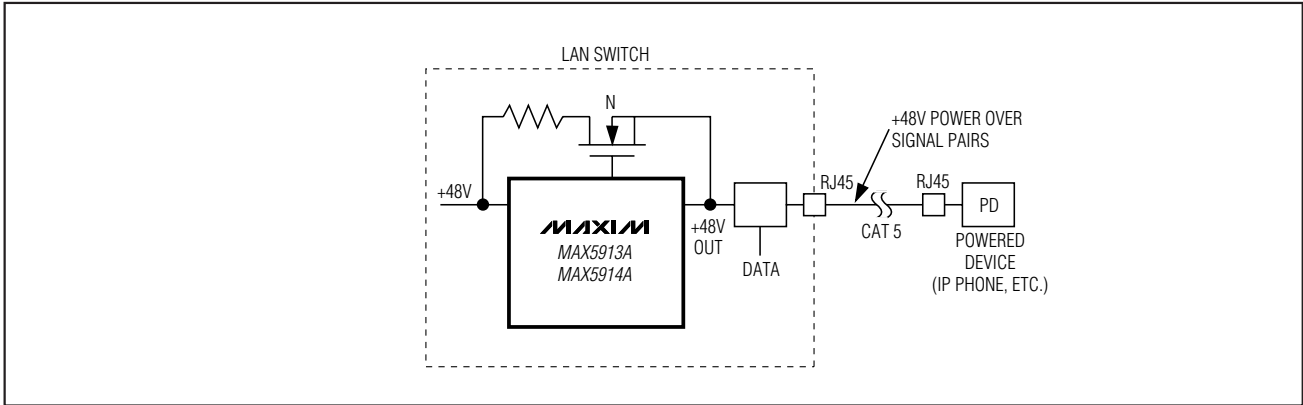 LAN SWITCH
N
+48V POWER OVER
SIGNAL PAIRS
+48V
RJ45
RJ45
MAXIM
MAX5913A
MAX5914A
+48V
OUT
DATA
CAT 5
PD
POWERED
DEVICE
(IP PHONE, ETC.)